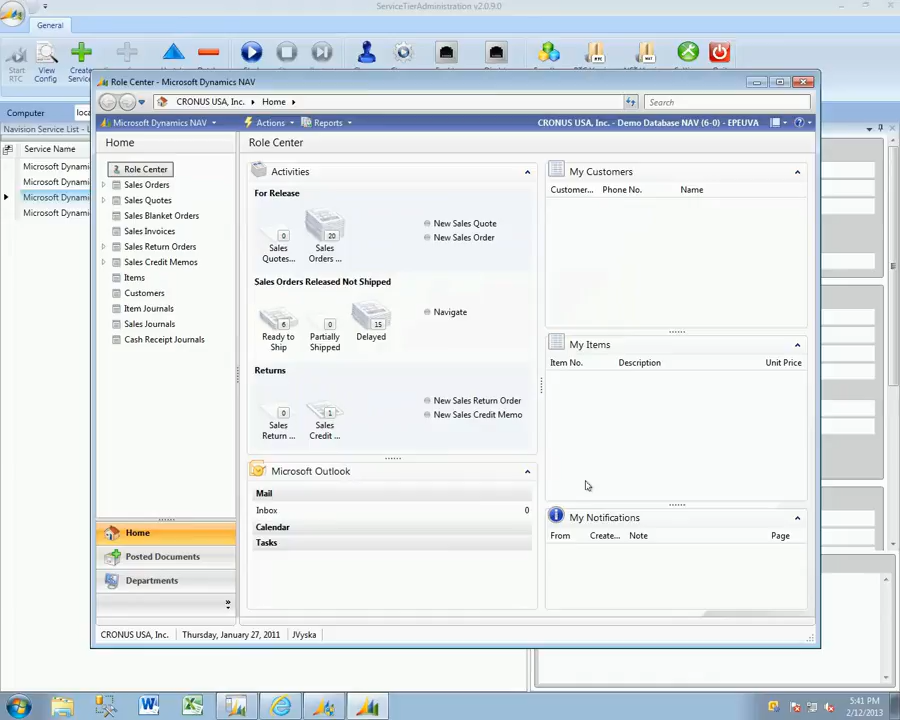 ServiceTierAdministration v2.0.9.0
General
Start RTC
View Config
Create
Service
Computer
Navision Service List -
Service Name
Microsoft Dynami
Microsoft Dynami
Microsoft Dynami
Microsoft Dynami
Role Center - Microsoft Dynamics NAV
CRONUS USA, Inc.
Home
Search
Microsoft Dynamics NAV
Actions
Reports
CRONUS USA, Inc. - Demo Database NAV (6-0) - EPEUVA
Home
Role Center
Sales Orders
Sales Quotes
Sales Blanket Orders
Sales Invoices
Sales Return Orders
Sales Credit Memos
Items
Customers
Item Journals
Sales Journals
Cash Receipt Journals
Home
Posted Documents
Departments
Role Center
Activities
For Release
0
Sales Quotes...
20
Sales Orders ...
New Sales Quote
New Sales Order
Sales Orders Released Not Shipped
6
Ready to Ship
0
Partially Shipped
15
Delayed
Navigate
Returns
0
Sales Return ...
1
Sales Credit ...
New Sales Return Order
New Sales Credit Memo
Microsoft Outlook
Mail
Inbox 0
Calendar
Tasks
My Customers
Customer... Phone No. Name
My Items
Item No. Description Unit Price
My Notifications
From Create... Note Page
CRONUS USA, Inc. Thursday, January 27, 2011 JVyska
5:41 PM
2/12/2013